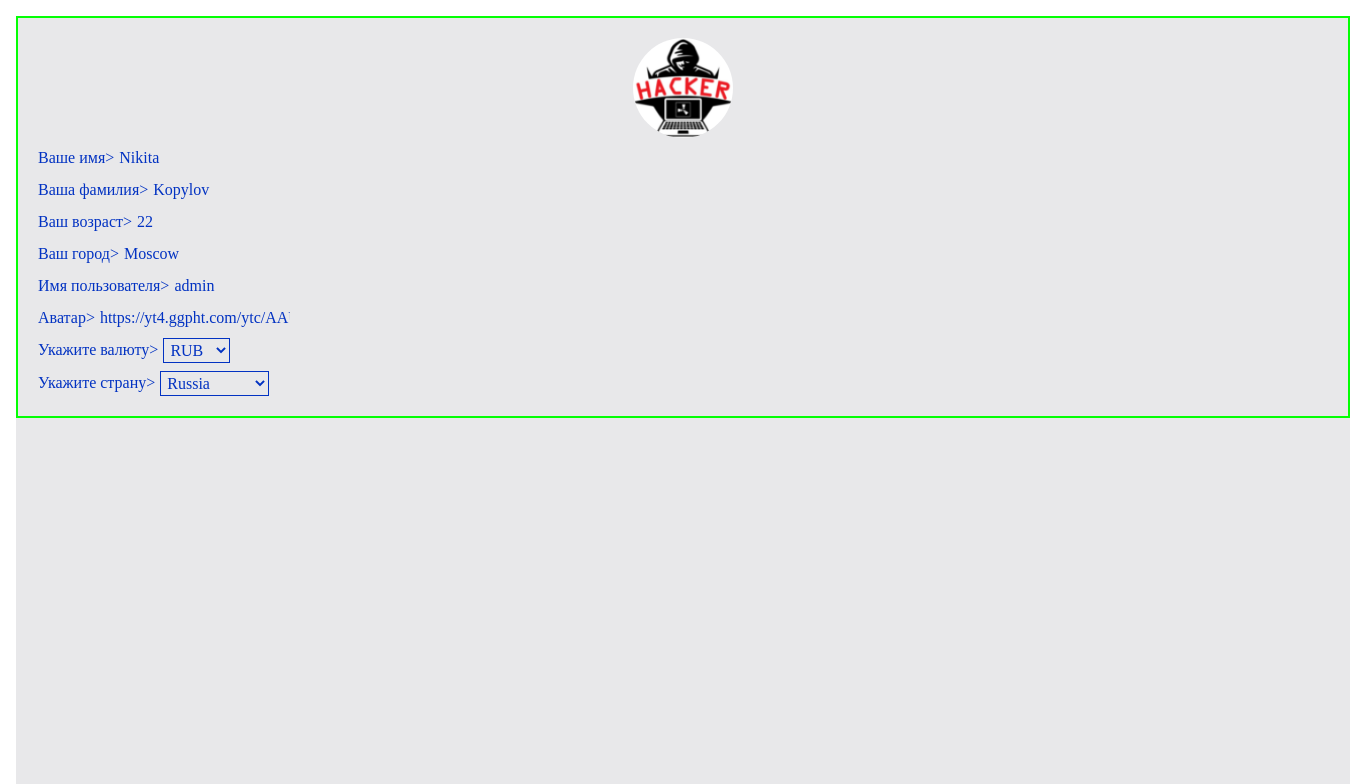 HACKER
Ваше имя> Nikita
Ваша фамилия> Kopylov
Ваш возраст> 22
Ваш город> Moscow
Имя пользователя> admin
Аватар> https://yt4.ggpht.com/ytc/AA
Укажите валюту> RUB
Укажите страну> Russia